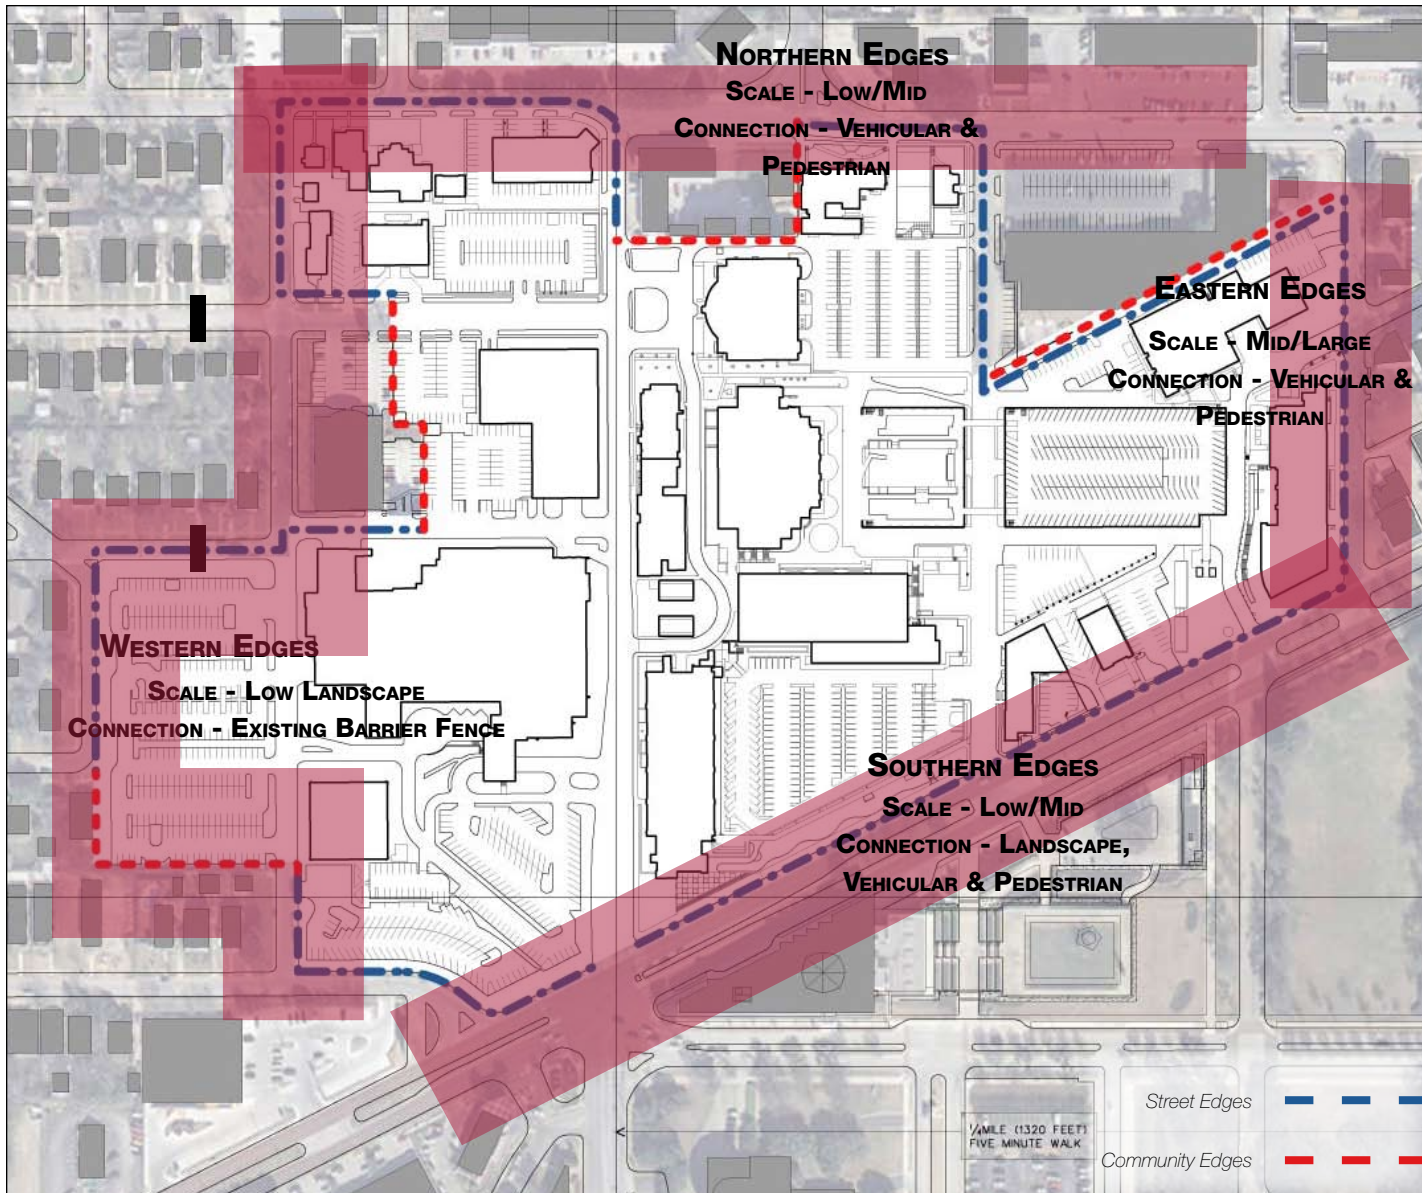 Northern Edges
Scale - Low/Mid
Connection - Vehicular &
Pedestrian
Eastern Edges
Scale - Mid/Large
Connection - Vehicular &
Pedestrian
Western Edges
Scale - Low Landscape
Connection - Existing Barrier Fence
Southern Edges
Scale - Low/Mid
Connection - Landscape,
Vehicular & Pedestrian
Street Edges
1/4 MILE (1320 FEET)
FIVE MINUTE WALK
Community Edges